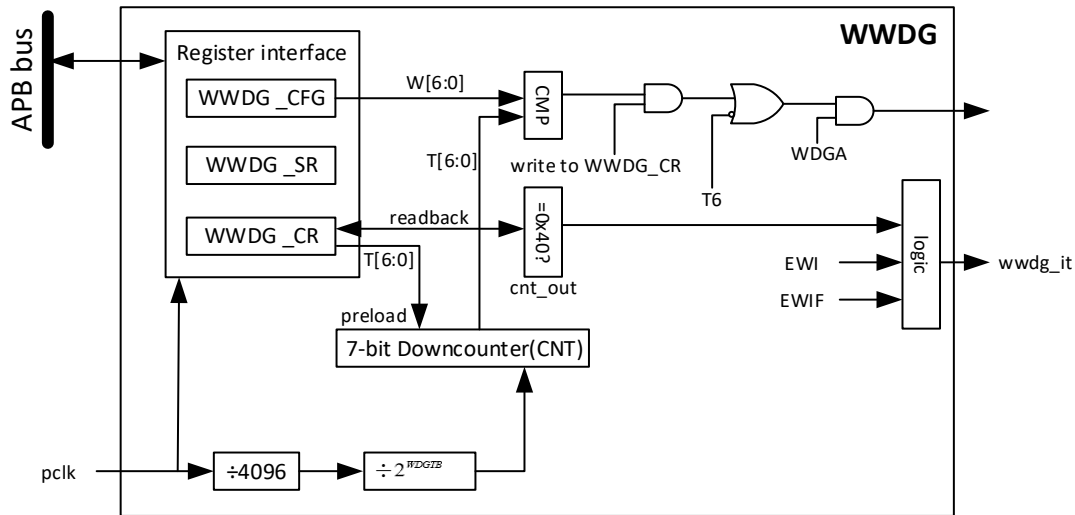 WWDG
APB bus
Register interface
WWDG _CFG
W[6:0]
CMP
WWDG _SR
T[6:0]
write to WWDG_CR
WDGA
T6
WWDG _CR
readback
=0x40?
cnt_out
T[6:0]
logic
EWI
wwdg_it
EWIF
preload
7-bit Downcounter(CNT)
pclk
÷4096
÷2^WDGTB